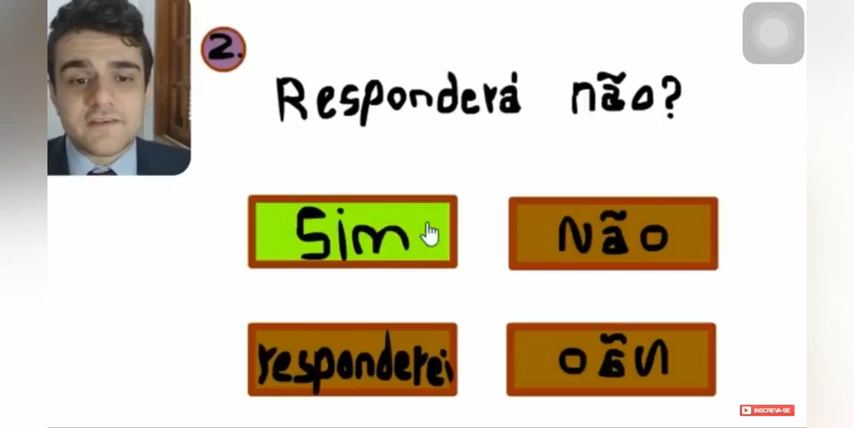 2.
Responderá não?
Sim
Não
responderei
oãN
INSCREVA-SE